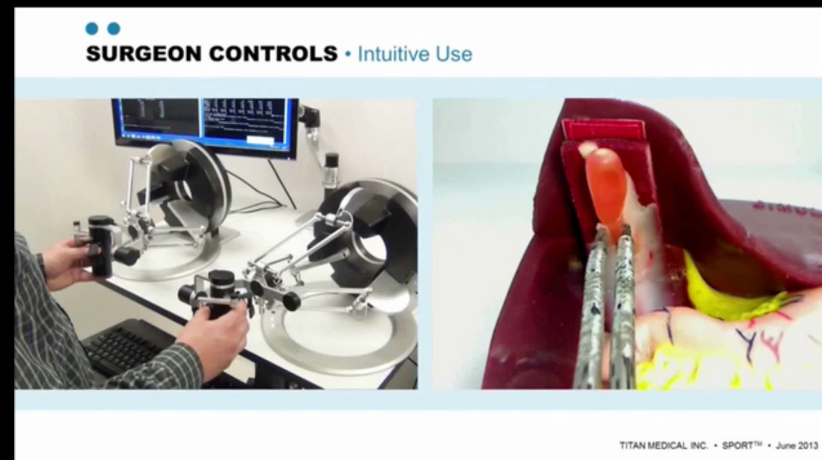 SURGEON CONTROLS • Intuitive Use
TITAN MEDICAL INC. • SPORT™ • June 2013